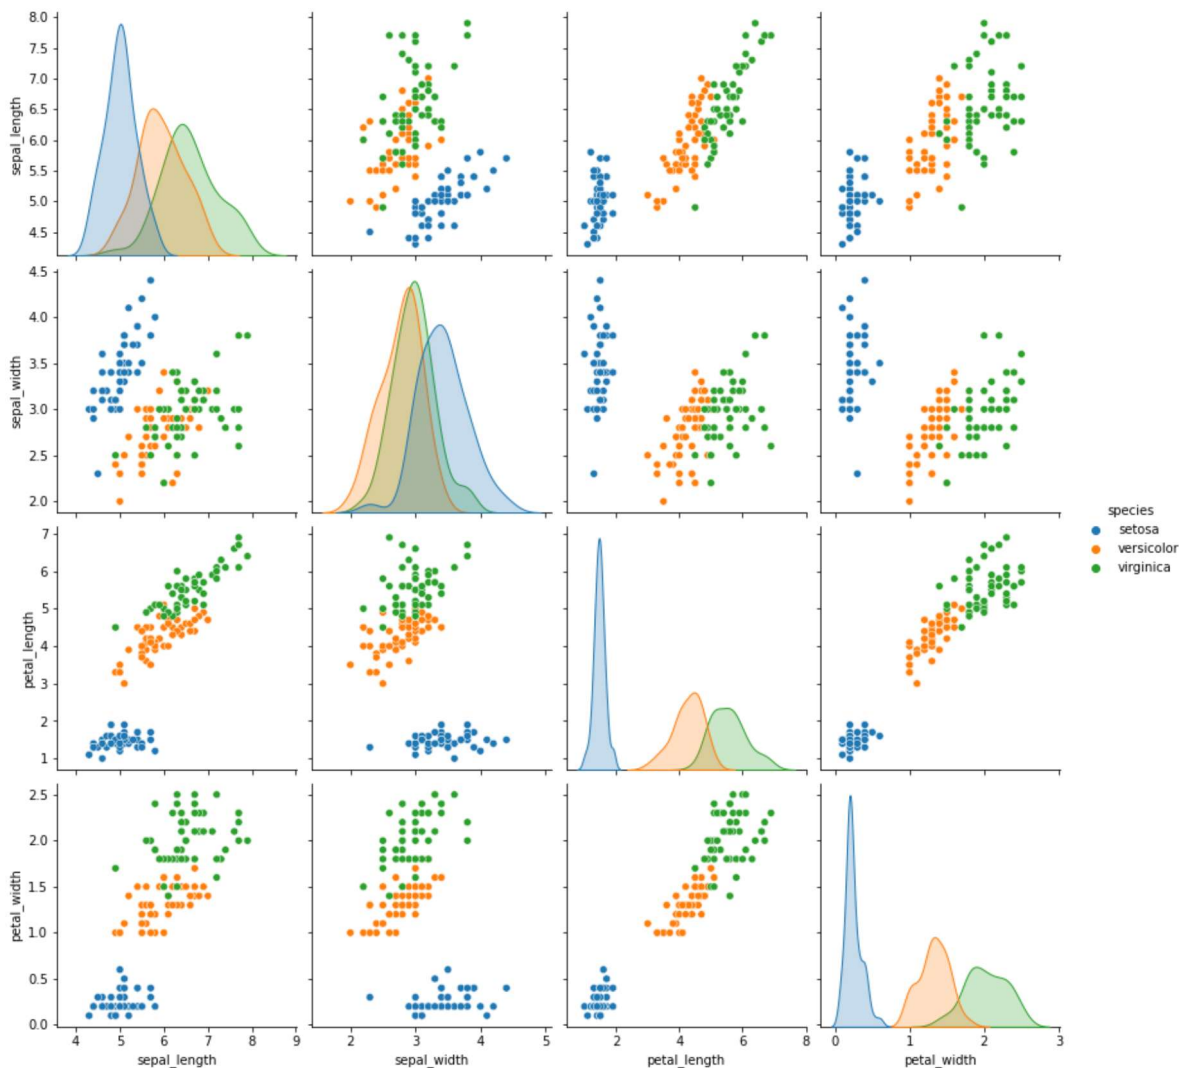 8.0
7.5
7.0
6.5
6.0
5.5
5.0
4.5
sepal_length
4.5
4.0
3.5
3.0
2.5
2.0
sepal_width
species
setosa
versicolor
virginica
7
6
5
4
3
2
1
petal_length
2.5
2.0
1.5
1.0
0.5
0.0
petal_width
4 5 6 7 8 9
sepal_length
2 3 4 5
sepal_width
2 4 6 8
petal_length
0 1 2 3
petal_width